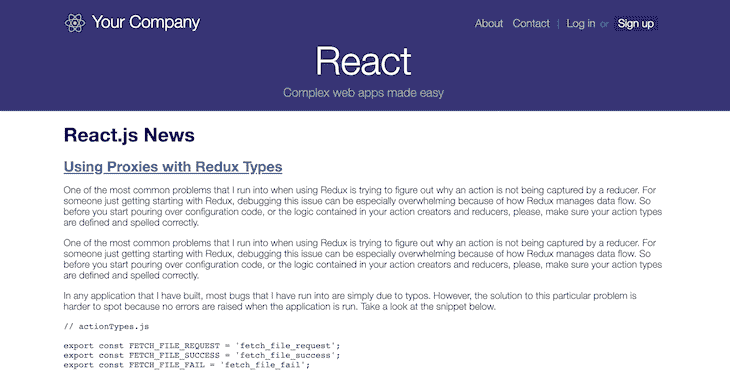 Your Company
About Contact | Log in or Sign up
React
Complex web apps made easy
React.js News
Using Proxies with Redux Types
One of the most common problems that I run into when using Redux is trying to figure out why an action is not being captured by a reducer. For
someone just getting starting with Redux, debugging this issue can be especially overwhelming because of how Redux manages data flow. So
before you start pouring over configuration code, or the logic contained in your action creators and reducers, please, make sure your action types
are defined and spelled correctly.
One of the most common problems that I run into when using Redux is trying to figure out why an action is not being captured by a reducer. For
someone just getting starting with Redux, debugging this issue can be especially overwhelming because of how Redux manages data flow. So
before you start pouring over configuration code, or the logic contained in your action creators and reducers, please, make sure your action types
are defined and spelled correctly.
In any application that I have built, most bugs that I have run into are simply due to typos. However, the solution to this particular problem is
harder to spot because no errors are raised when the application is run. Take a look at the snippet below.
// actionTypes.js
export const FETCH_FILE_REQUEST = 'fetch_file_request';
export const FETCH_FILE_SUCCESS = 'fetch_file_success';
export const FETCH_FILE_FAIL = 'fetch_file_fail';